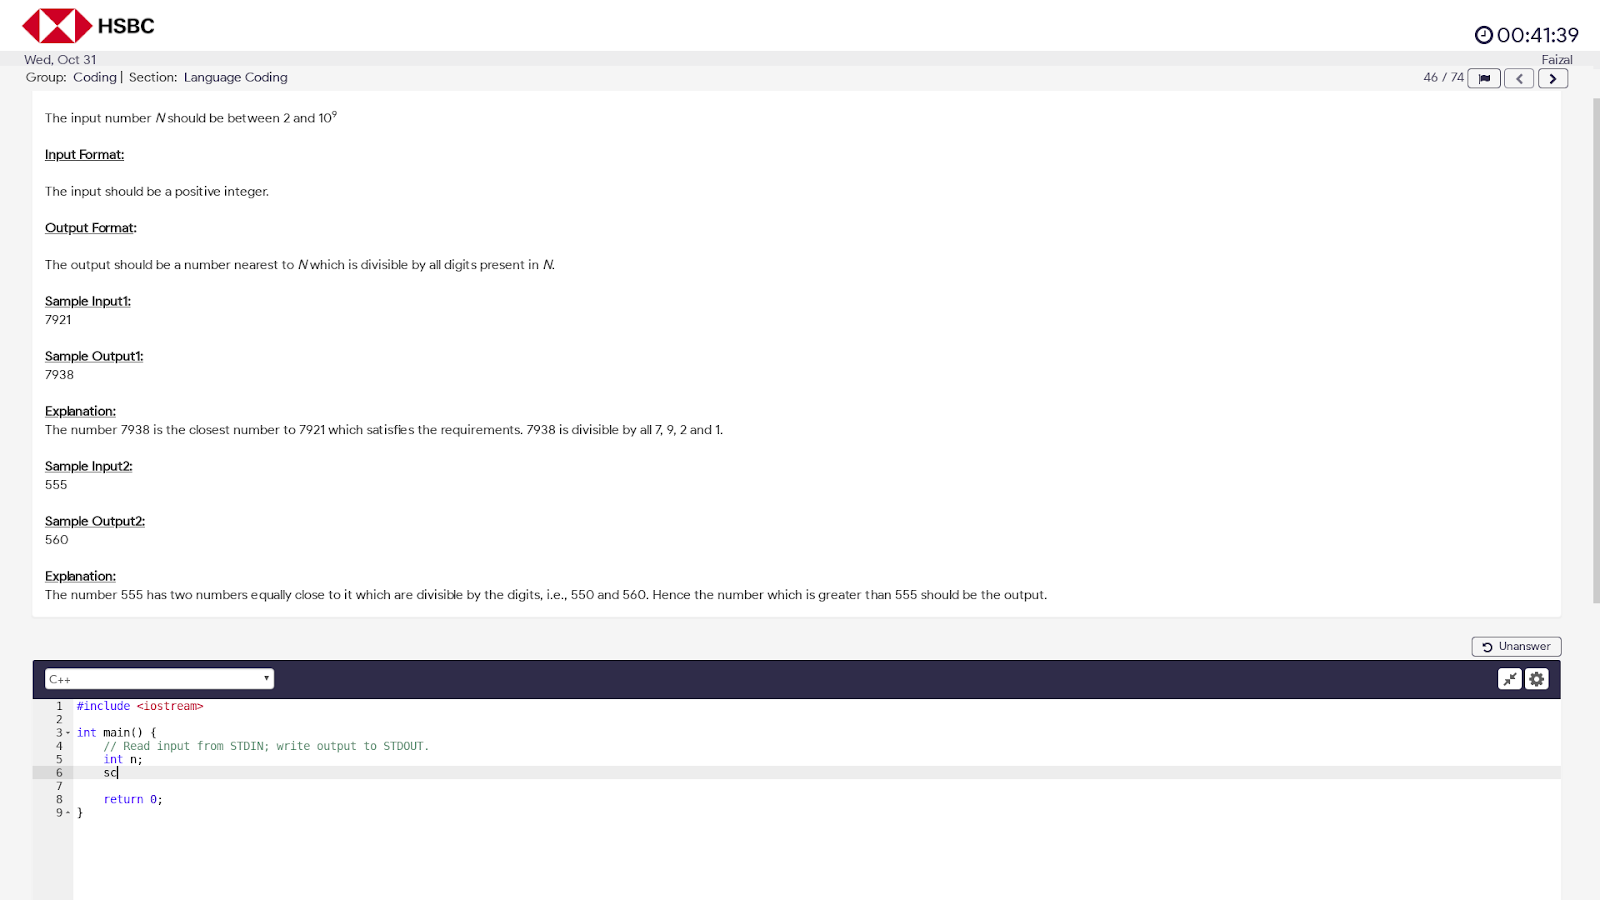 HSBC
00:41:39
Wed, Oct 31
Faizal
Group: Coding | Section: Language Coding
46 / 74
The input number N should be between 2 and 10⁹
Input Format:
The input should be a positive integer.
Output Format:
The output should be a number nearest to N which is divisible by all digits present in N.
Sample Input1:
7921
Sample Output1:
7938
Explanation:
The number 7938 is the closest number to 7921 which satisfies the requirements. 7938 is divisible by all 7, 9, 2 and 1.
Sample Input2:
555
Sample Output2:
560
Explanation:
The number 555 has two numbers equally close to it which are divisible by the digits, i.e., 550 and 560. Hence the number which is greater than 555 should be the output.
Unanswer
C++
1 #include <iostream>
2
3 int main() {
4 // Read input from STDIN; write output to STDOUT.
5 int n;
6 sc
7
8 return 0;
9 }